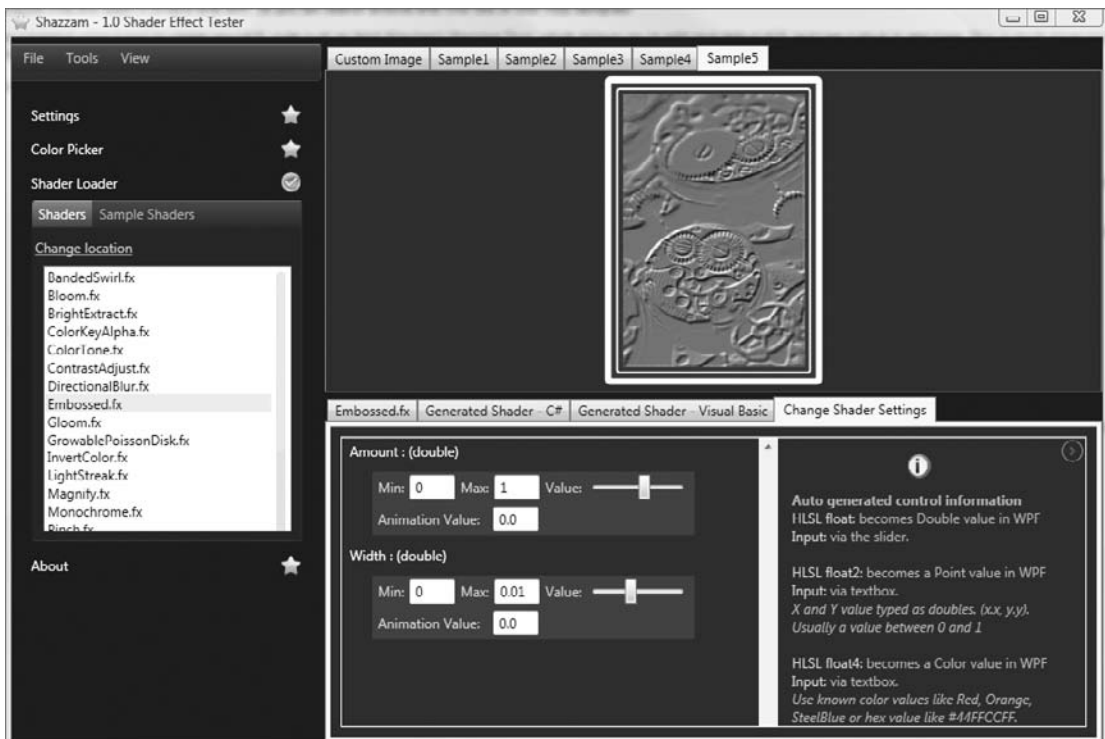 Shazzam - 1.0 Shader Effect Tester
File Tools View
Settings
Color Picker
Shader Loader
Shaders Sample Shaders
Change location
BandedSwirl.fx
Bloom.fx
BrightExtract.fx
ColorKeyAlpha.fx
ColorTone.fx
ContrastAdjust.fx
DirectionalBlur.fx
Embossed.fx
Gloom.fx
GrowablePoissonDisk.fx
InvertColor.fx
LightStreak.fx
Magnify.fx
Monochrome.fx
Pinch.fx
About
Custom Image Sample1 Sample2 Sample3 Sample4 Sample5
Embossed.fx Generated Shader - C# Generated Shader - Visual Basic Change Shader Settings
Amount : (double)
Min: 0 Max: 1 Value:
Animation Value: 0.0
Width : (double)
Min: 0 Max: 0.01 Value:
Animation Value: 0.0
Auto generated control information
HLSL float: becomes Double value in WPF
Input: via the slider.
HLSL float2: becomes a Point value in WPF
Input: via textbox.
X and Y value typed as doubles. (x.x, y.y).
Usually a value between 0 and 1
HLSL float4: becomes a Color value in WPF
Input: via textbox.
Use known color values like Red, Orange,
SteelBlue or hex value like #44FFCCFF.